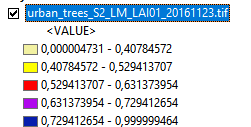 urban_trees_S2_LM_LAI01_20161123.tif
<VALUE>
0,000004731 - 0,40784572
0,40784572 - 0,529413707
0,529413707 - 0,631373954
0,631373954 - 0,729412654
0,729412654 - 0,999999464